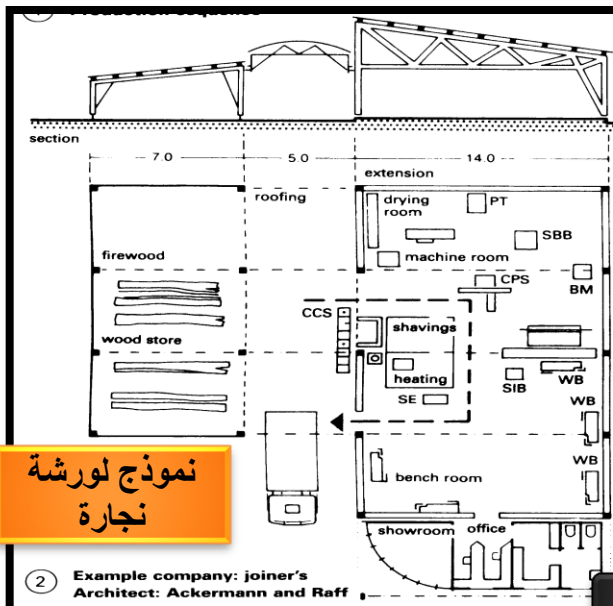 Production sequence
section
7.0 5.0 14.0
extension
roofing
drying
room
PT
SBB
firewood
machine room
CPS
BM
CCS
shavings
wood store
heating
SIB
WB
SE
WB
WB
bench room
نموذج لورشة
نجارة
showroom office
2 Example company: joiner's
Architect: Ackermann and Raff